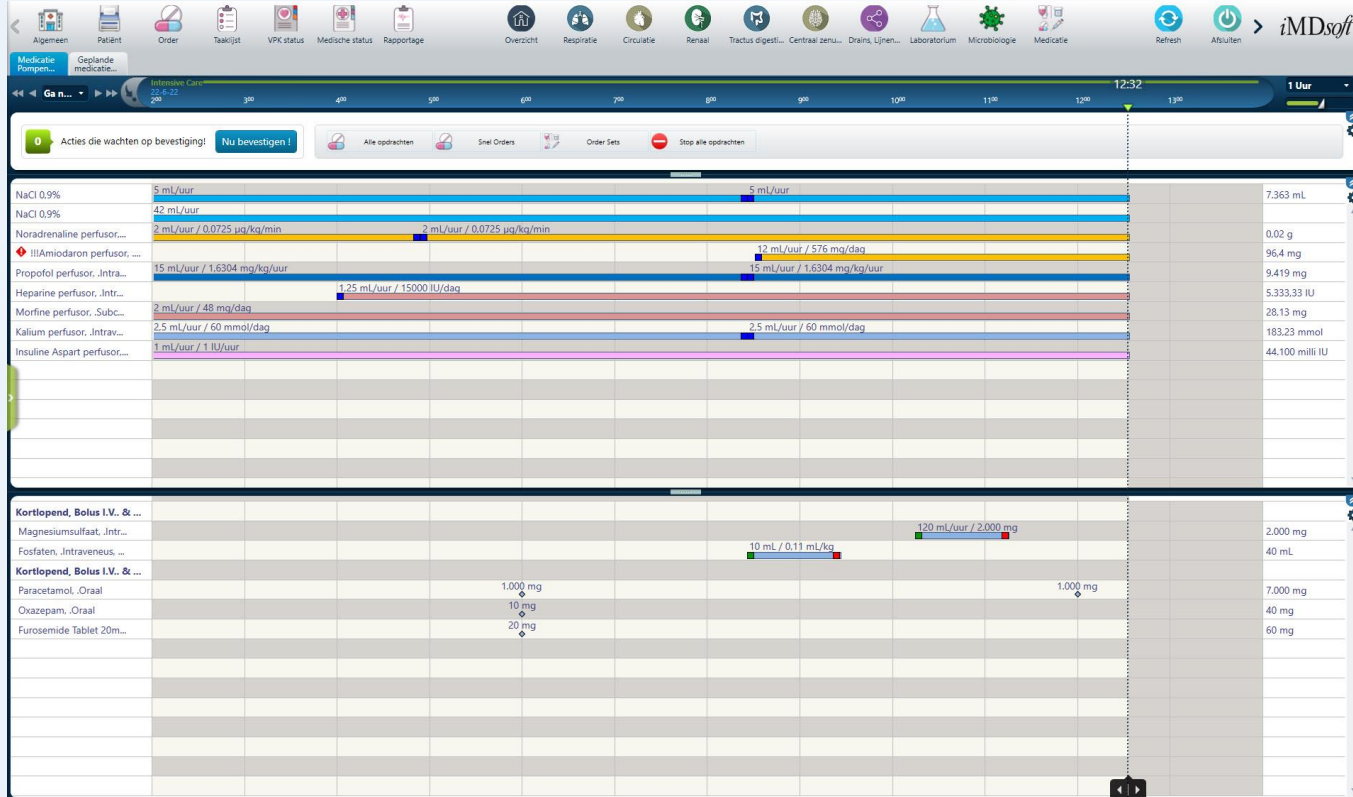 Algemeen Patiënt Order Taaklijst VPK status Medische status Rapportage Overzicht Respiratie Circulatie Renaal Tractus digesti... Centraal zenu... Drains, Lijnen... Laboratorium Microbiologie Medicatie Refresh Afsluiten iMDsoft
Medicatie Pompen... Geplande medicatie...
Intensive Care 12:32
Ga n... 22-6-22 1 Uur
2⁰⁰ 3⁰⁰ 4⁰⁰ 5⁰⁰ 6⁰⁰ 7⁰⁰ 8⁰⁰ 9⁰⁰ 10⁰⁰ 11⁰⁰ 12⁰⁰ 13⁰⁰
0 Acties die wachten op bevestiging! Nu bevestigen ! Alle opdrachten Snel Orders Order Sets Stop alle opdrachten
NaCl 0,9% 5 mL/uur 5 mL/uur 7.363 mL
NaCl 0,9% 42 mL/uur
Noradrenaline perfusor,... 2 mL/uur / 0,0725 µg/kg/min 2 mL/uur / 0,0725 µg/kg/min 0,02 g
!!!Amiodaron perfusor, .... 12 mL/uur / 576 mg/dag 96,4 mg
Propofol perfusor, .Intra... 15 mL/uur / 1,6304 mg/kg/uur 15 mL/uur / 1,6304 mg/kg/uur 9.419 mg
Heparine perfusor, .Intr... 1,25 mL/uur / 15000 IU/dag 5.333,33 IU
Morfine perfusor, .Subc... 2 mL/uur / 48 mg/dag 28,13 mg
Kalium perfusor, .Intrav... 2,5 mL/uur / 60 mmol/dag 2,5 mL/uur / 60 mmol/dag 183,23 mmol
Insuline Aspart perfusor,... 1 mL/uur / 1 IU/uur 44.100 milli IU
Kortlopend, Bolus I.V.. & ...
Magnesiumsulfaat, .Intr... 120 mL/uur / 2.000 mg 2.000 mg
Fosfaten, .Intraveneus, ... 10 mL / 0,11 mL/kg 40 mL
Kortlopend, Bolus I.V.. & ...
Paracetamol, .Oraal 1.000 mg 1.000 mg 7.000 mg
Oxazepam, .Oraal 10 mg 40 mg
Furosemide Tablet 20m... 20 mg 60 mg